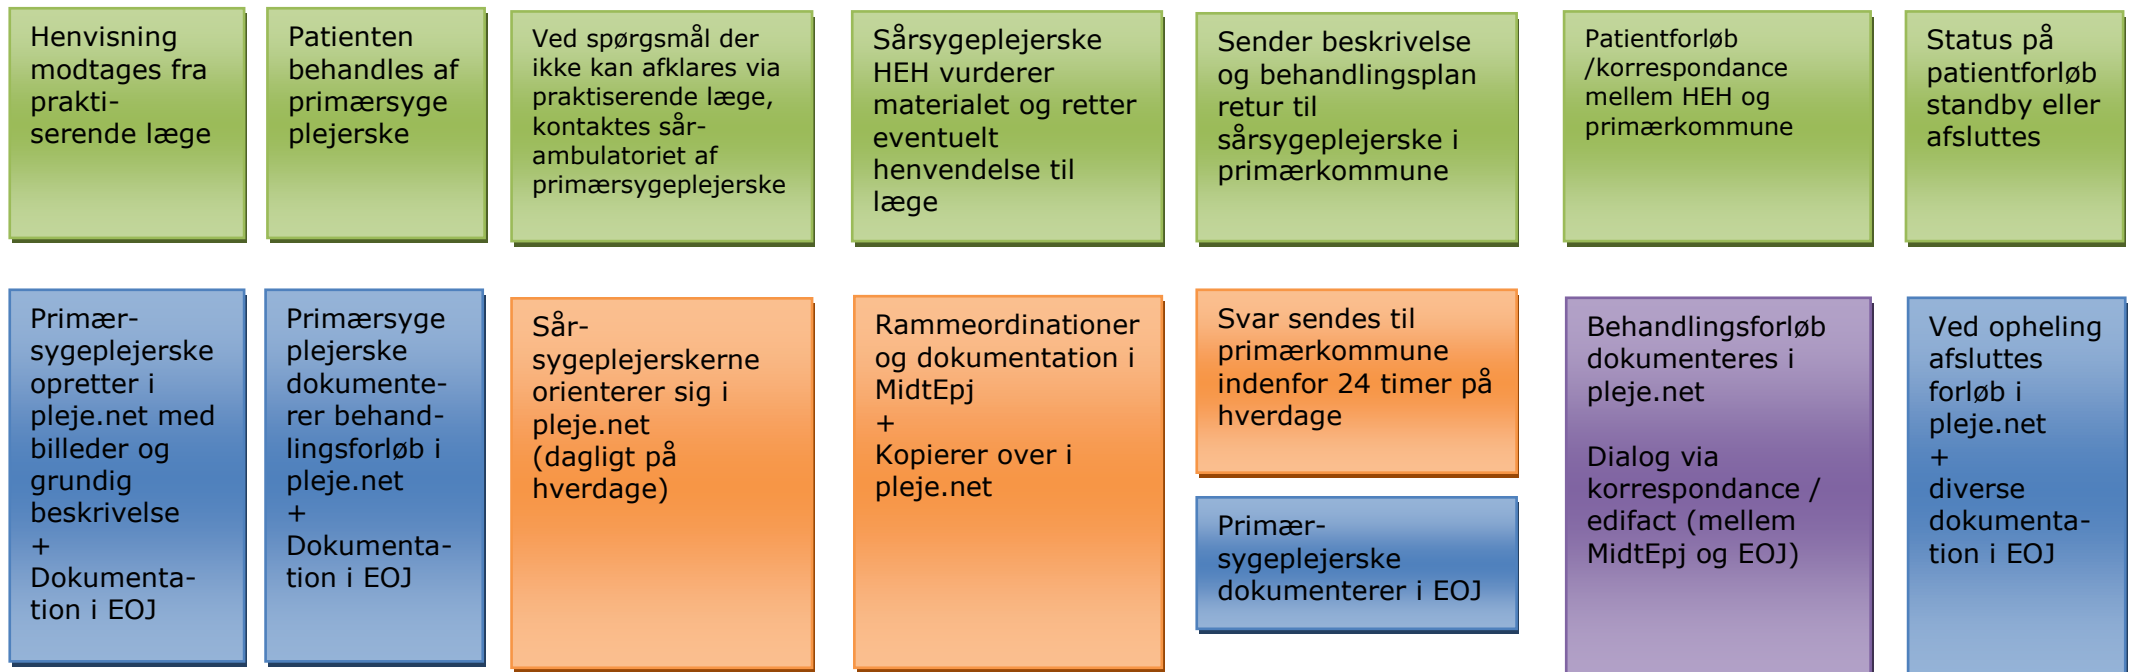 Henvisning
modtages fra
prakti-
serende læge
Patienten
behandles af
primærsyge
plejerske
Ved spørgsmål der
ikke kan afklares via
praktiserende læge,
kontaktes sår-
ambulatoriet af
primærsygeplejerske
Sårsygeplejerske
HEH vurderer
materialet og retter
eventuelt
henvendelse til
læge
Sender beskrivelse
og behandlingsplan
retur til
sårsygeplejerske i
primærkommune
Patientforløb
/korrespondance
mellem HEH og
primærkommune
Status på
patientforløb
standby eller
afsluttes
Primær-
sygeplejerske
opretter i
pleje.net med
billeder og
grundig
beskrivelse
+
Dokumenta-
tion i EOJ
Primærsyge
plejerske
dokumente-
rer behand-
lingsforløb i
pleje.net
+
Dokumenta-
tion i EOJ
Sår-
sygeplejerskerne
orienterer sig i
pleje.net
(dagligt på
hverdage)
Rammeordinationer
og dokumentation i
MidtEpj
+
Kopierer over i
pleje.net
Svar sendes til
primærkommune
indenfor 24 timer på
hverdage
Primær-
sygeplejerske
dokumenterer i EOJ
Behandlingsforløb
dokumenteres i
pleje.net
Dialog via
korrespondance /
edifact (mellem
MidtEpj og EOJ)
Ved opheling
afsluttes
forløb i
pleje.net
+
diverse
dokumenta-
tion i EOJ